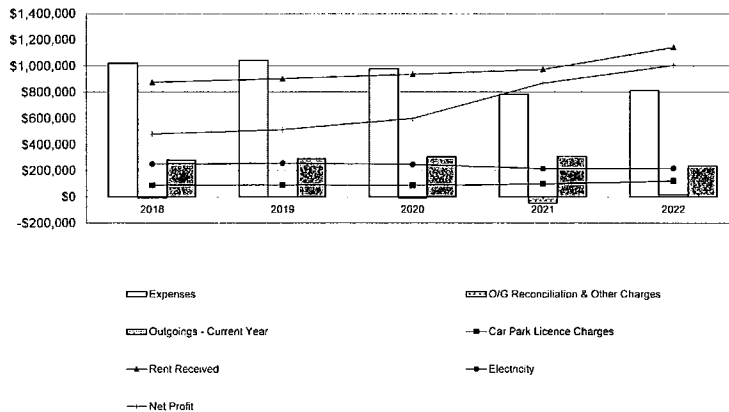 $1,400,000
$1,200,000
$1,000,000
$800,000
$600,000
$400,000
$200,000
$0
-$200,000
2018 2019 2020 2021 2022
Expenses O/G Reconciliation & Other Charges
Outgoings - Current Year Car Park Licence Charges
Rent Received Electricity
Net Profit